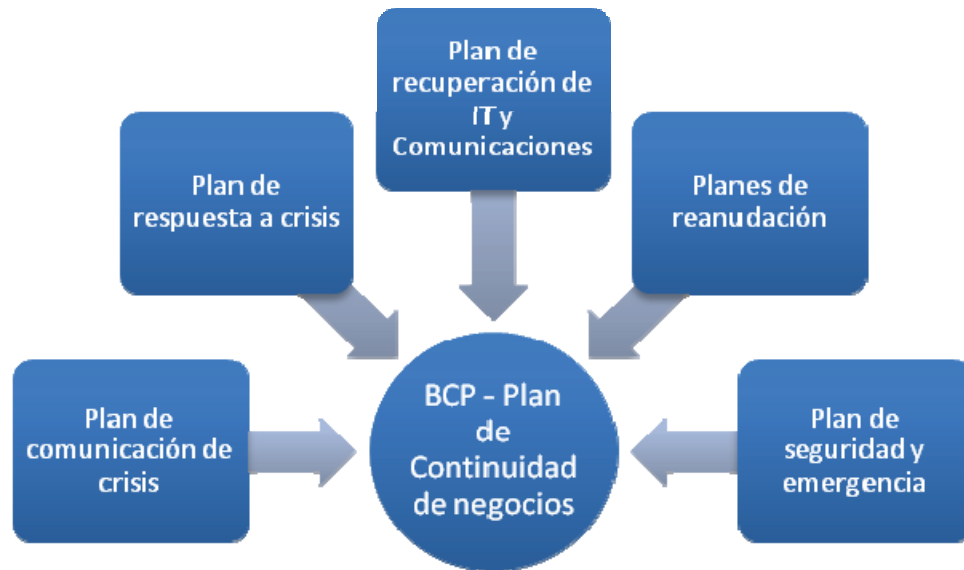 Plan de
recuperación de
IT y
Comunicaciones
Plan de
respuesta a crisis
Planes de
reanudación
Plan de
comunicación de
crisis
BCP - Plan
de
Continuidad
de negocios
Plan de
seguridad y
emergencia